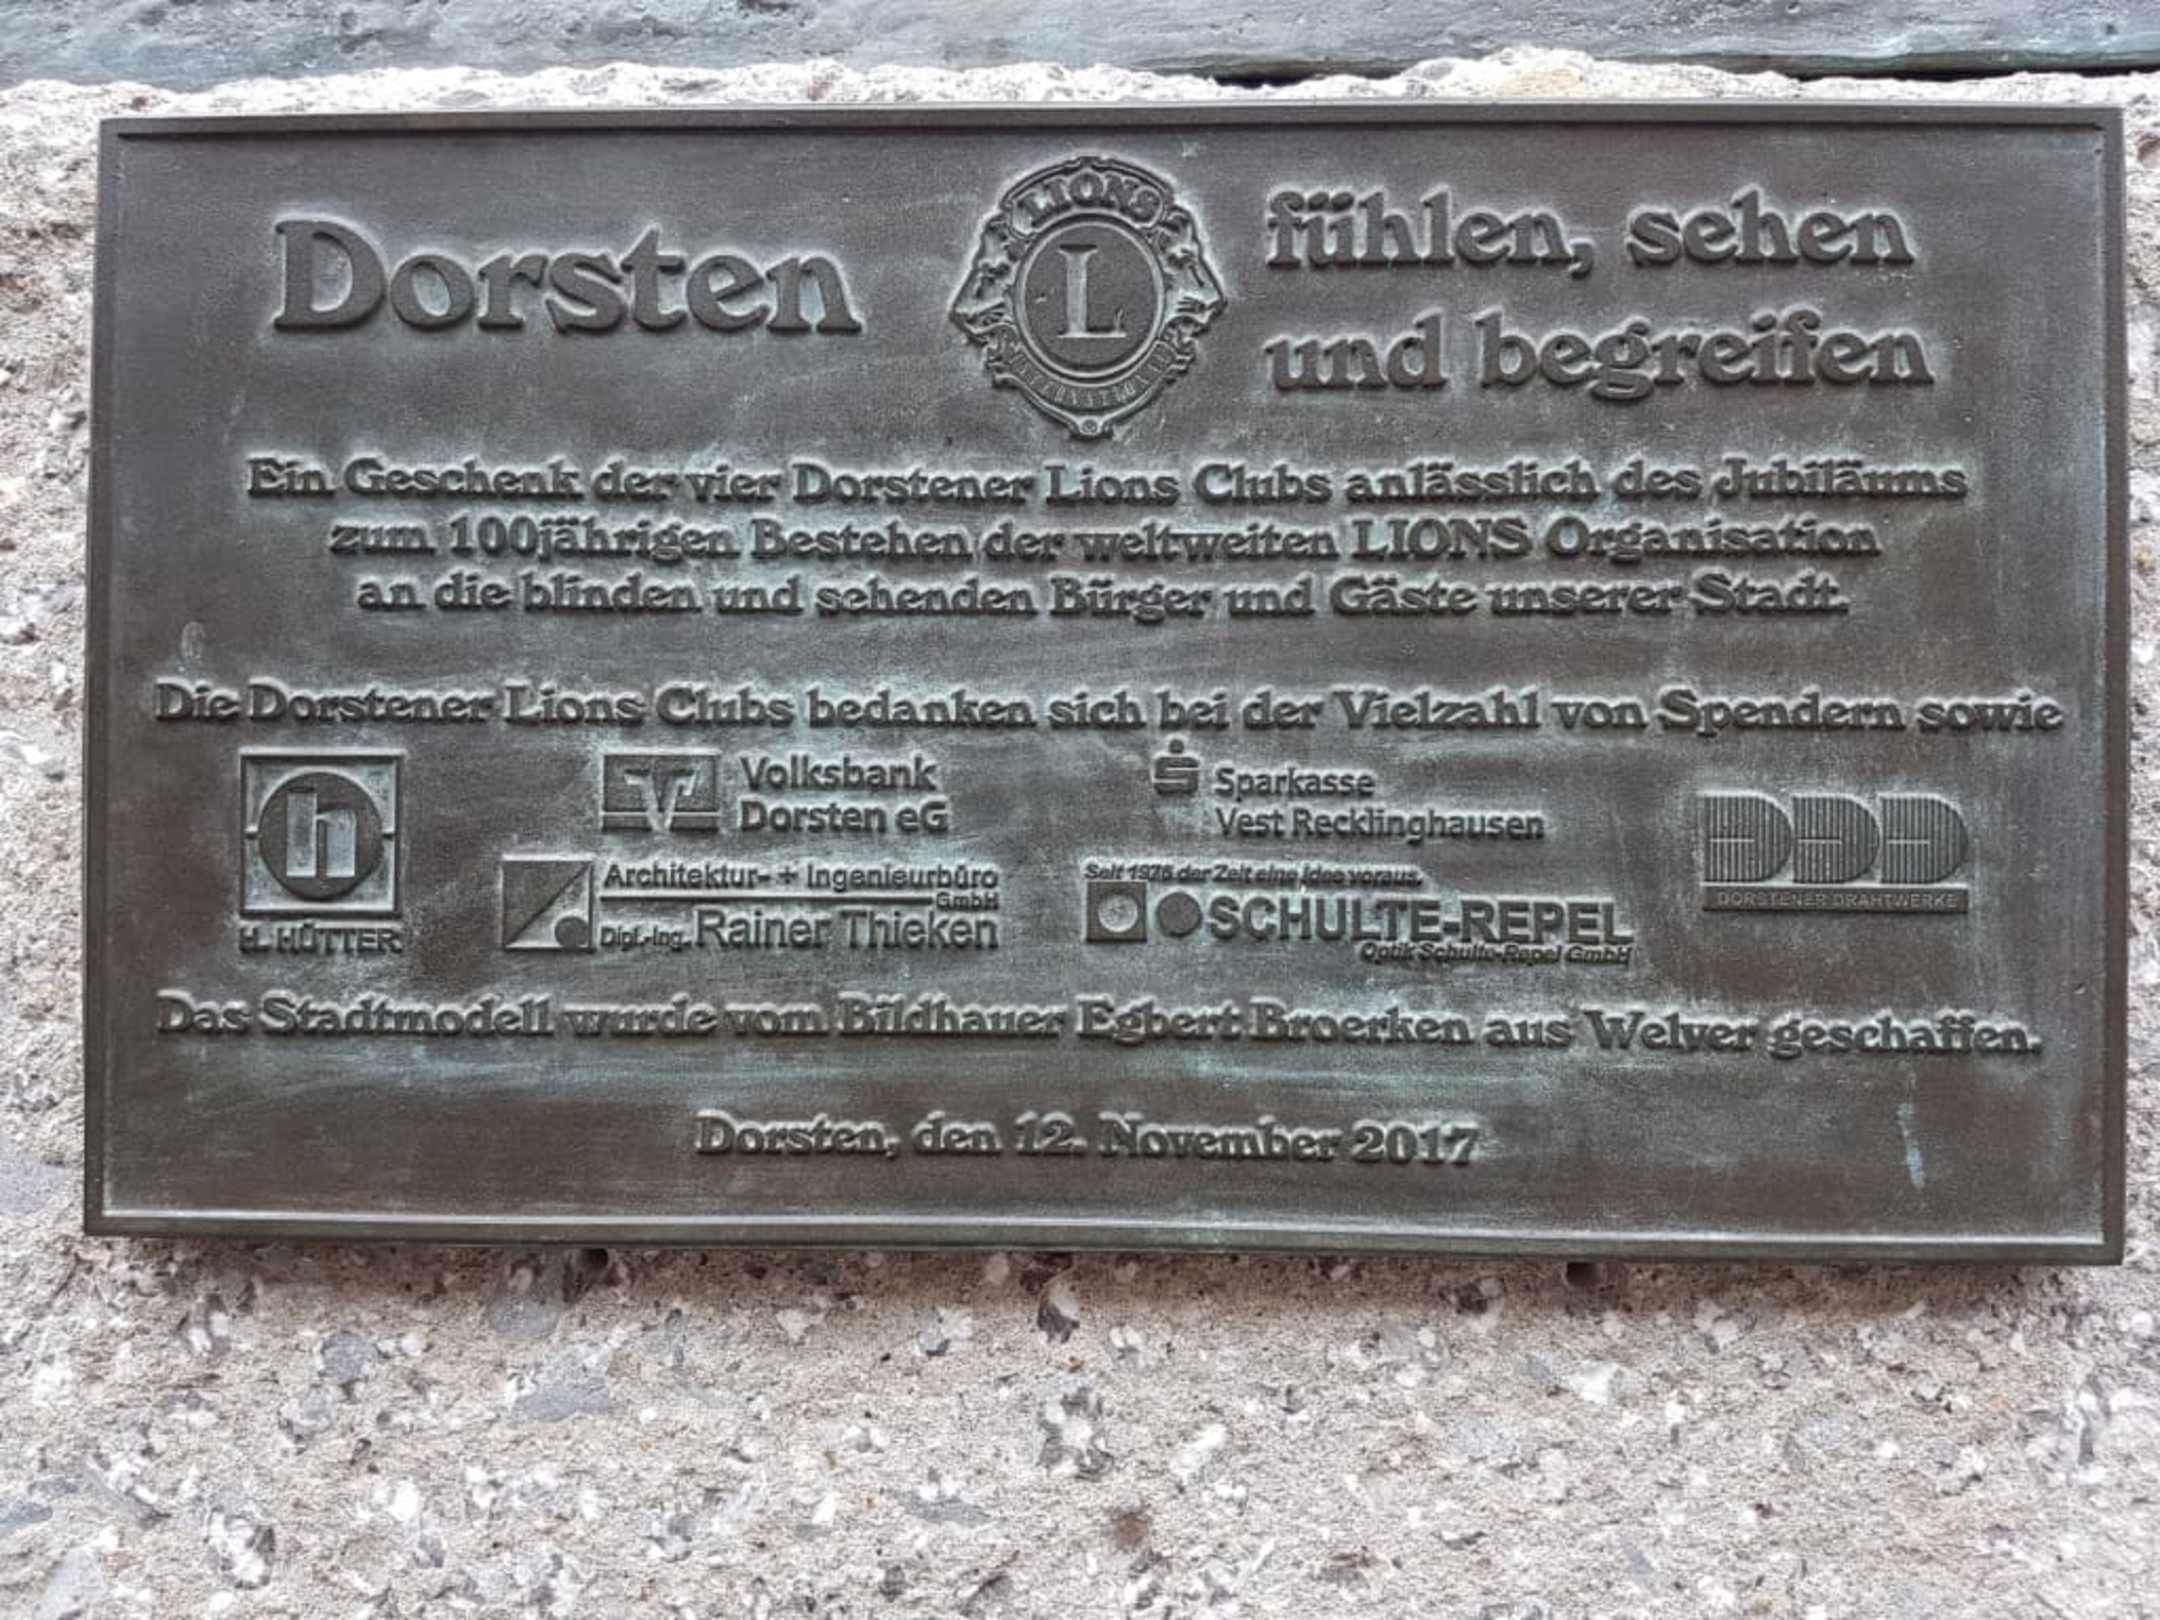 Dorsten
LIONS
L
INTERNATIONAL
®
fühlen, sehen
und begreifen
Ein Geschenk der vier Dorstener Lions Clubs anlässlich des Jubiläums
zum 100jährigen Bestehen der weltweiten LIONS Organisation
an die blinden und sehenden Bürger und Gäste unserer Stadt.
Die Dorstener Lions Clubs bedanken sich bei der Vielzahl von Spendern sowie
h
H. HÜTTER
Volksbank
Dorsten eG
Architektur- + Ingenieurbüro
GmbH
Dipl.-Ing. Rainer Thieken
Sparkasse
Vest Recklinghausen
Seit 1976 der Zeit eine Idee voraus.
SCHULTE-REPEL
Optik Schulte-Repel GmbH
DDD
DORSTENER DRAHTWERKE
Das Stadtmodell wurde vom Bildhauer Egbert Broerken aus Welver geschaffen.
Dorsten, den 12. November 2017